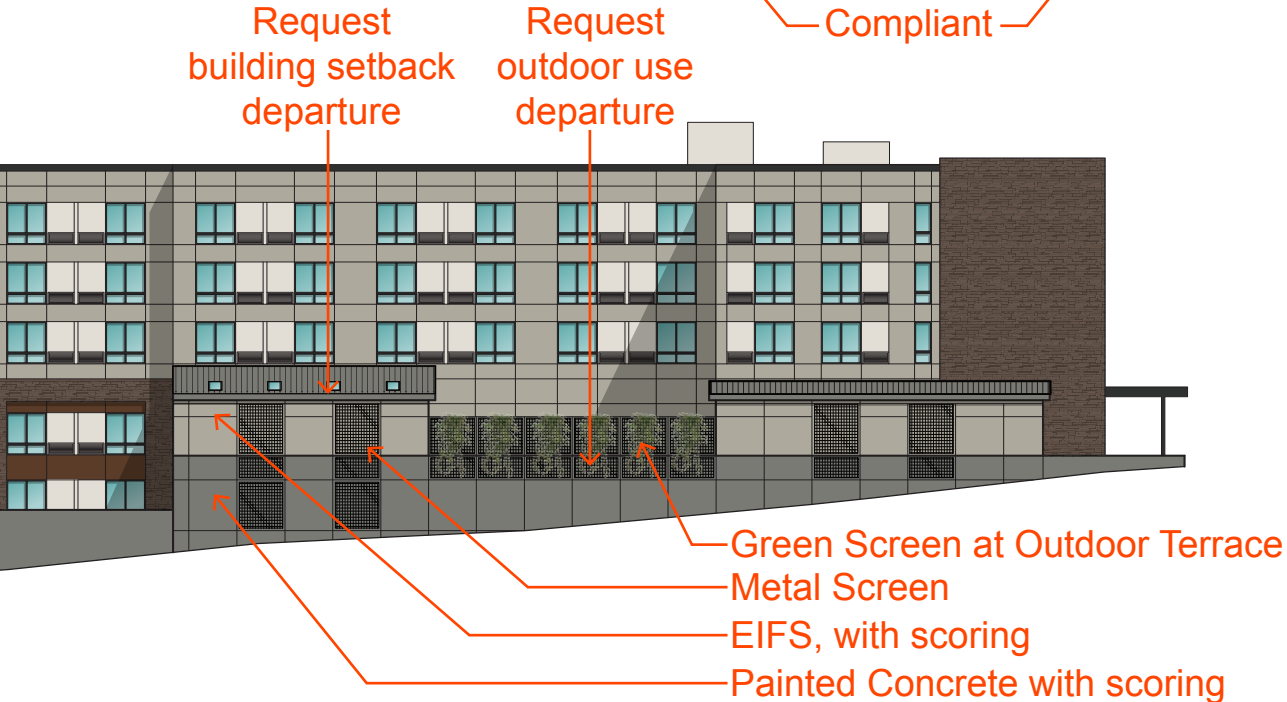 Compliant
Request
building setback
departure
Request
outdoor use
departure
Green Screen at Outdoor Terrace
Metal Screen
EIFS, with scoring
Painted Concrete with scoring